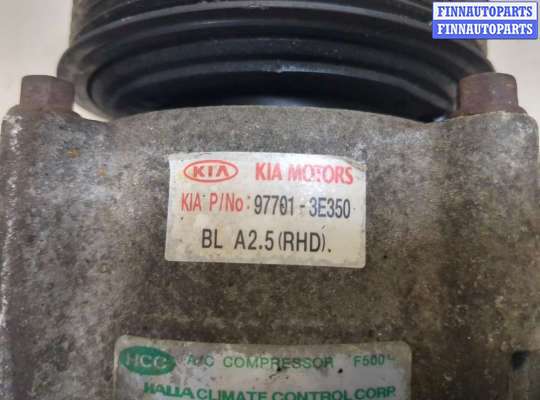 FINNAUTOPARTS
FINNAUTOPARTS
KIA KIA MOTORS
KIA P/No: 97701-3E350
BL A2.5(RHD).
HCC A/C COMPRESSOR
HALLA CLIMATE CONTROL CORP